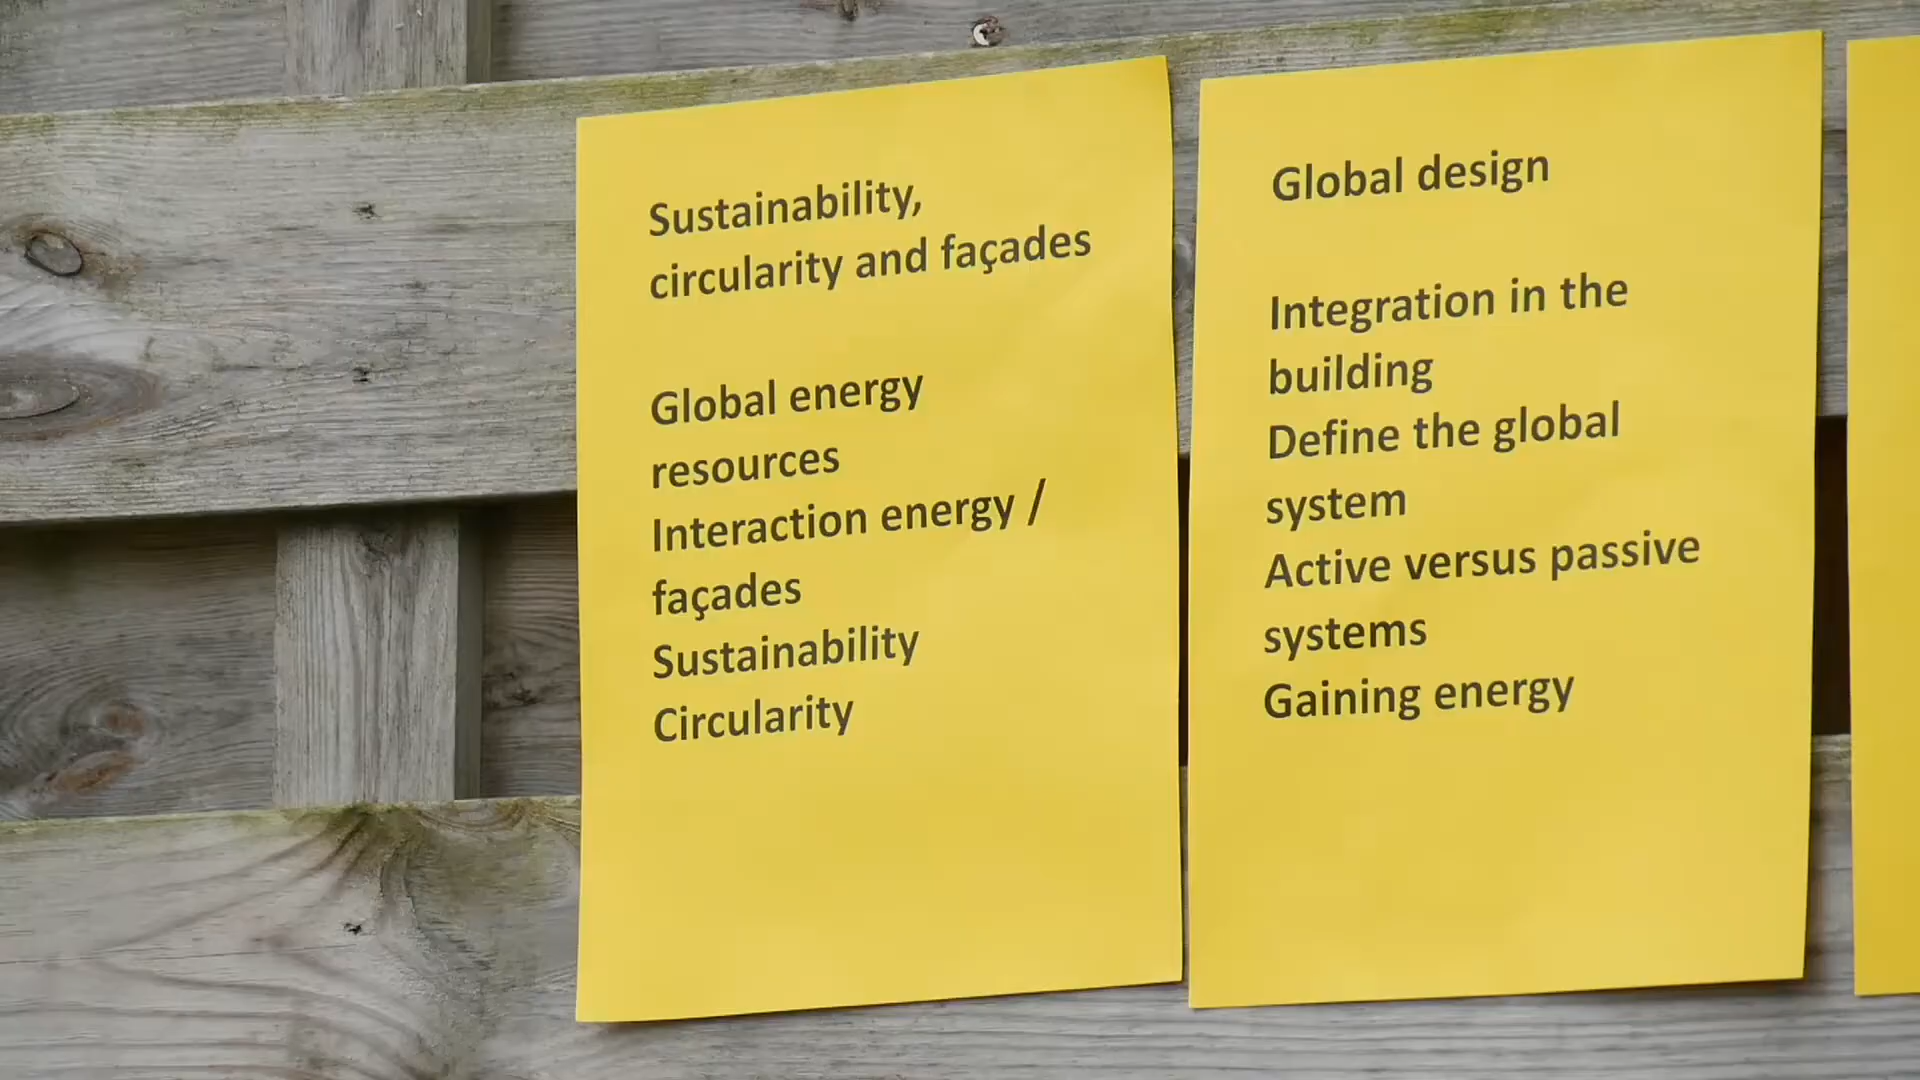 Sustainability,
circularity and façades
Global energy
resources
Interaction energy /
façades
Sustainability
Circularity
Global design
Integration in the
building
Define the global
system
Active versus passive
systems
Gaining energy